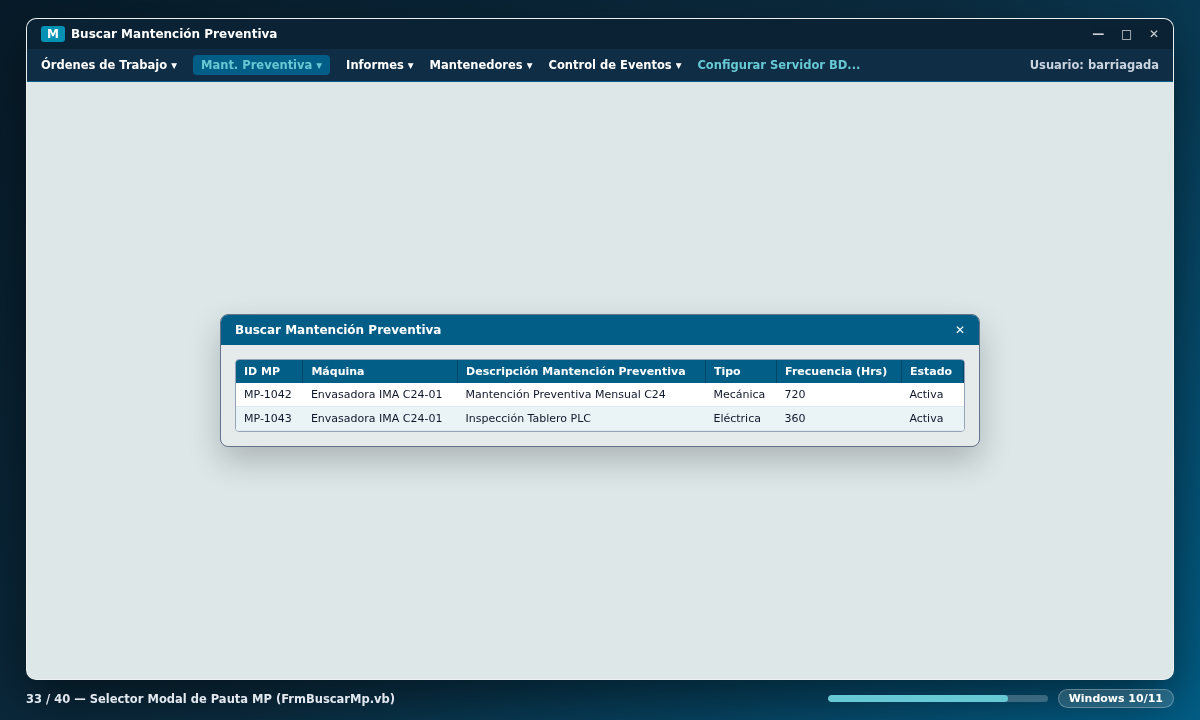 M Buscar Mantención Preventiva — □ ✕
Órdenes de Trabajo ▾ Mant. Preventiva ▾ Informes ▾ Mantenedores ▾ Control de Eventos ▾ Configurar Servidor BD... Usuario: barriagada
Buscar Mantención Preventiva ✕
ID MP Máquina Descripción Mantención Preventiva Tipo Frecuencia (Hrs) Estado
MP-1042 Envasadora IMA C24-01 Mantención Preventiva Mensual C24 Mecánica 720 Activa
MP-1043 Envasadora IMA C24-01 Inspección Tablero PLC Eléctrica 360 Activa
33 / 40 — Selector Modal de Pauta MP (FrmBuscarMp.vb) Windows 10/11